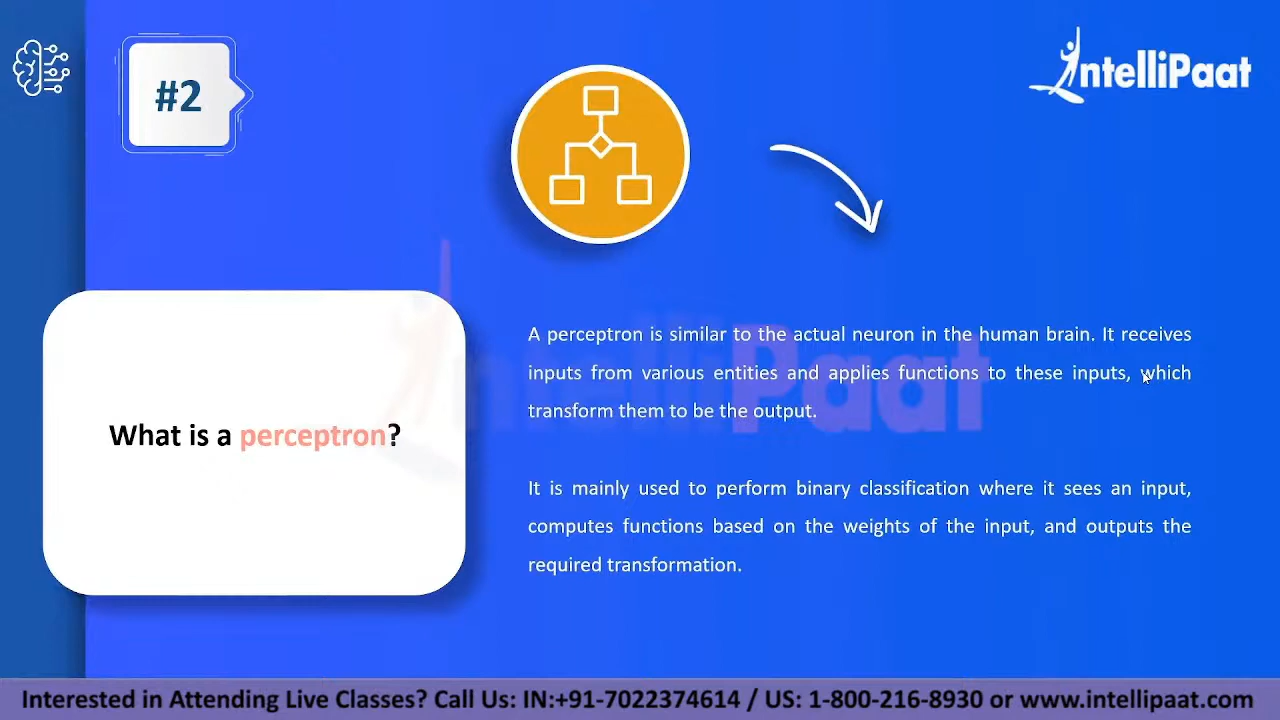 #2
IntelliPaat
What is a perceptron?
A perceptron is similar to the actual neuron in the human brain. It receives
inputs from various entities and applies functions to these inputs, which
transform them to be the output.
It is mainly used to perform binary classification where it sees an input,
computes functions based on the weights of the input, and outputs the
required transformation.
IntelliPaat
Interested in Attending Live Classes? Call Us: IN:+91-7022374614 / US: 1-800-216-8930 or www.intellipaat.com